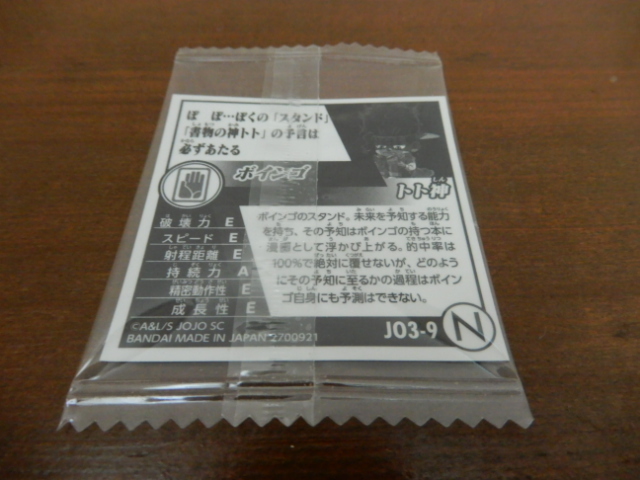 ぼ　ぼ…ぼくの「スタンド」
「書物の神トト」の予言は
必ずあたる
ボインゴ
トト神
破壊力 E
スピード E
射程距離 E
持続力 A
精密動作性 E
成長性 E
ボインゴのスタンド。未来を予知する能力
を持ち、その予知はボインゴの持つ本に
漫画として浮かび上がる。的中率は
100%で絶対に覆せないが、どのよう
にその予知に至るかの過程はボイン
ゴ自身にも予測はできない。
©A&L/S JOJO SC
BANDAI MADE IN JAPAN 2700921
JO3-9
N